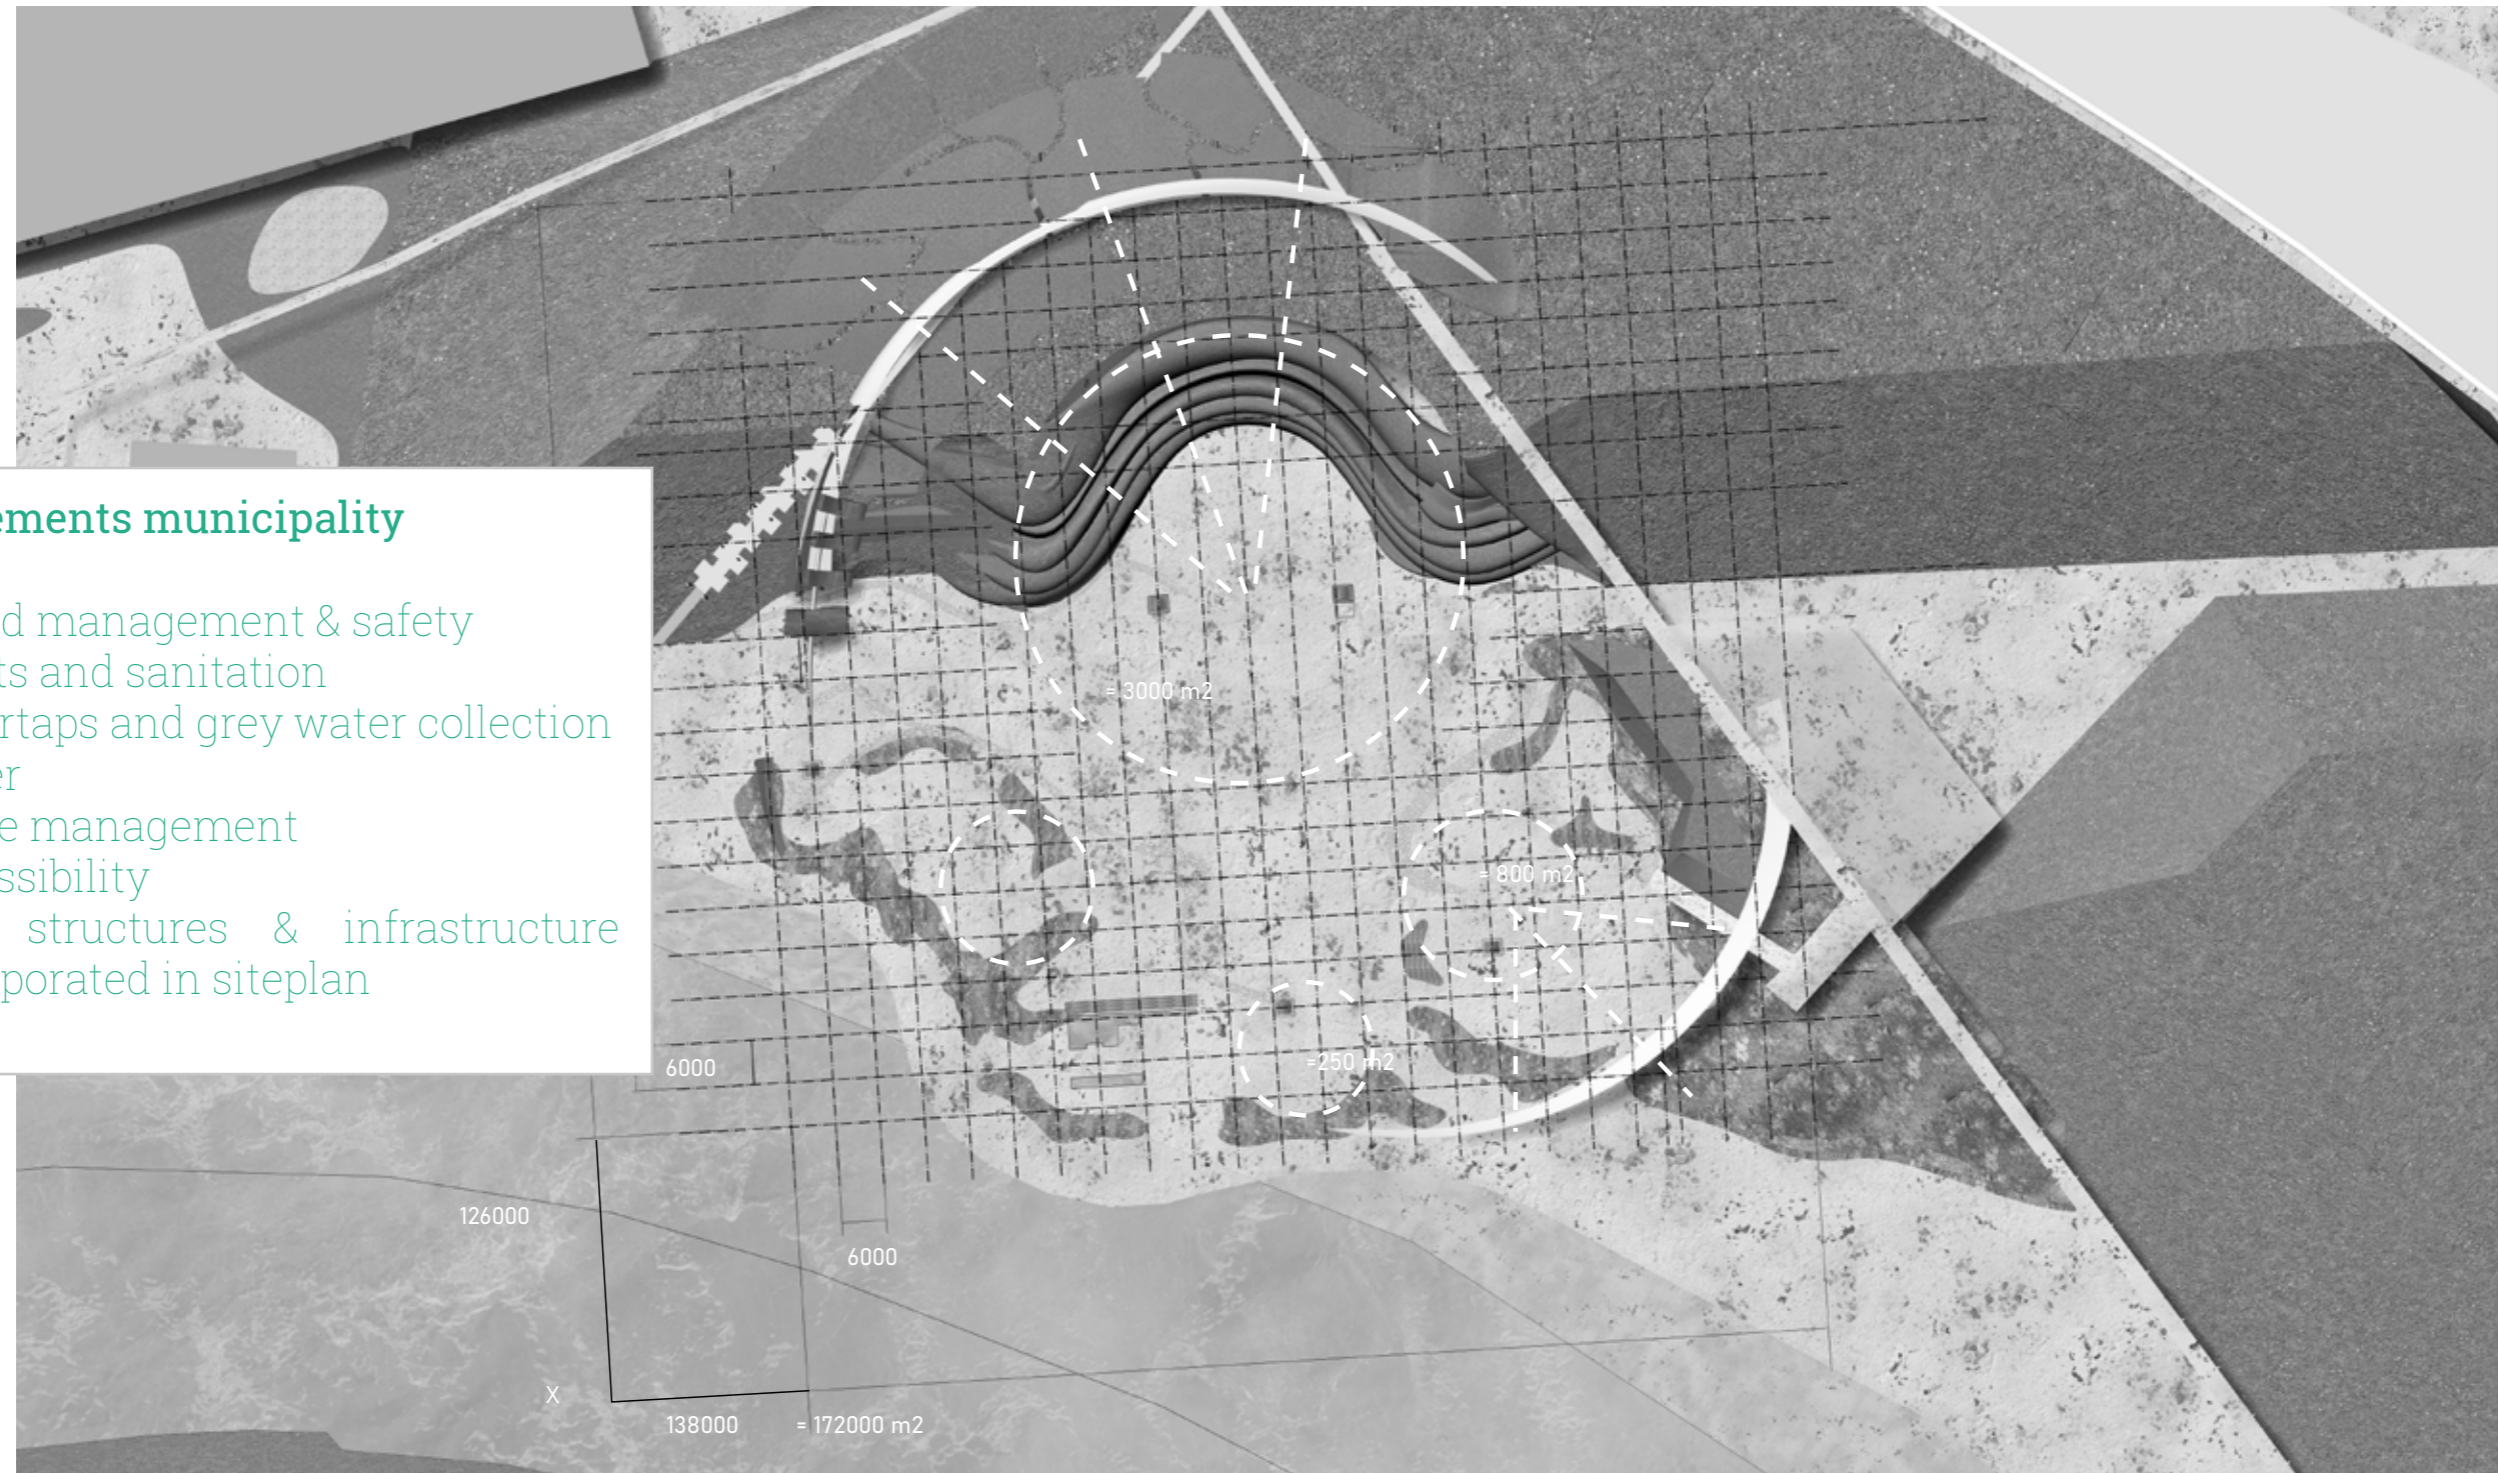 ements municipality
d management & safety
ts and sanitation
rtaps and grey water collection
er
e management
ssibility
structures & infrastructure
porated in siteplan
= 3000 m2
= 800 m2
=250 m2
6000
126000
6000
X
138000
= 172000 m2